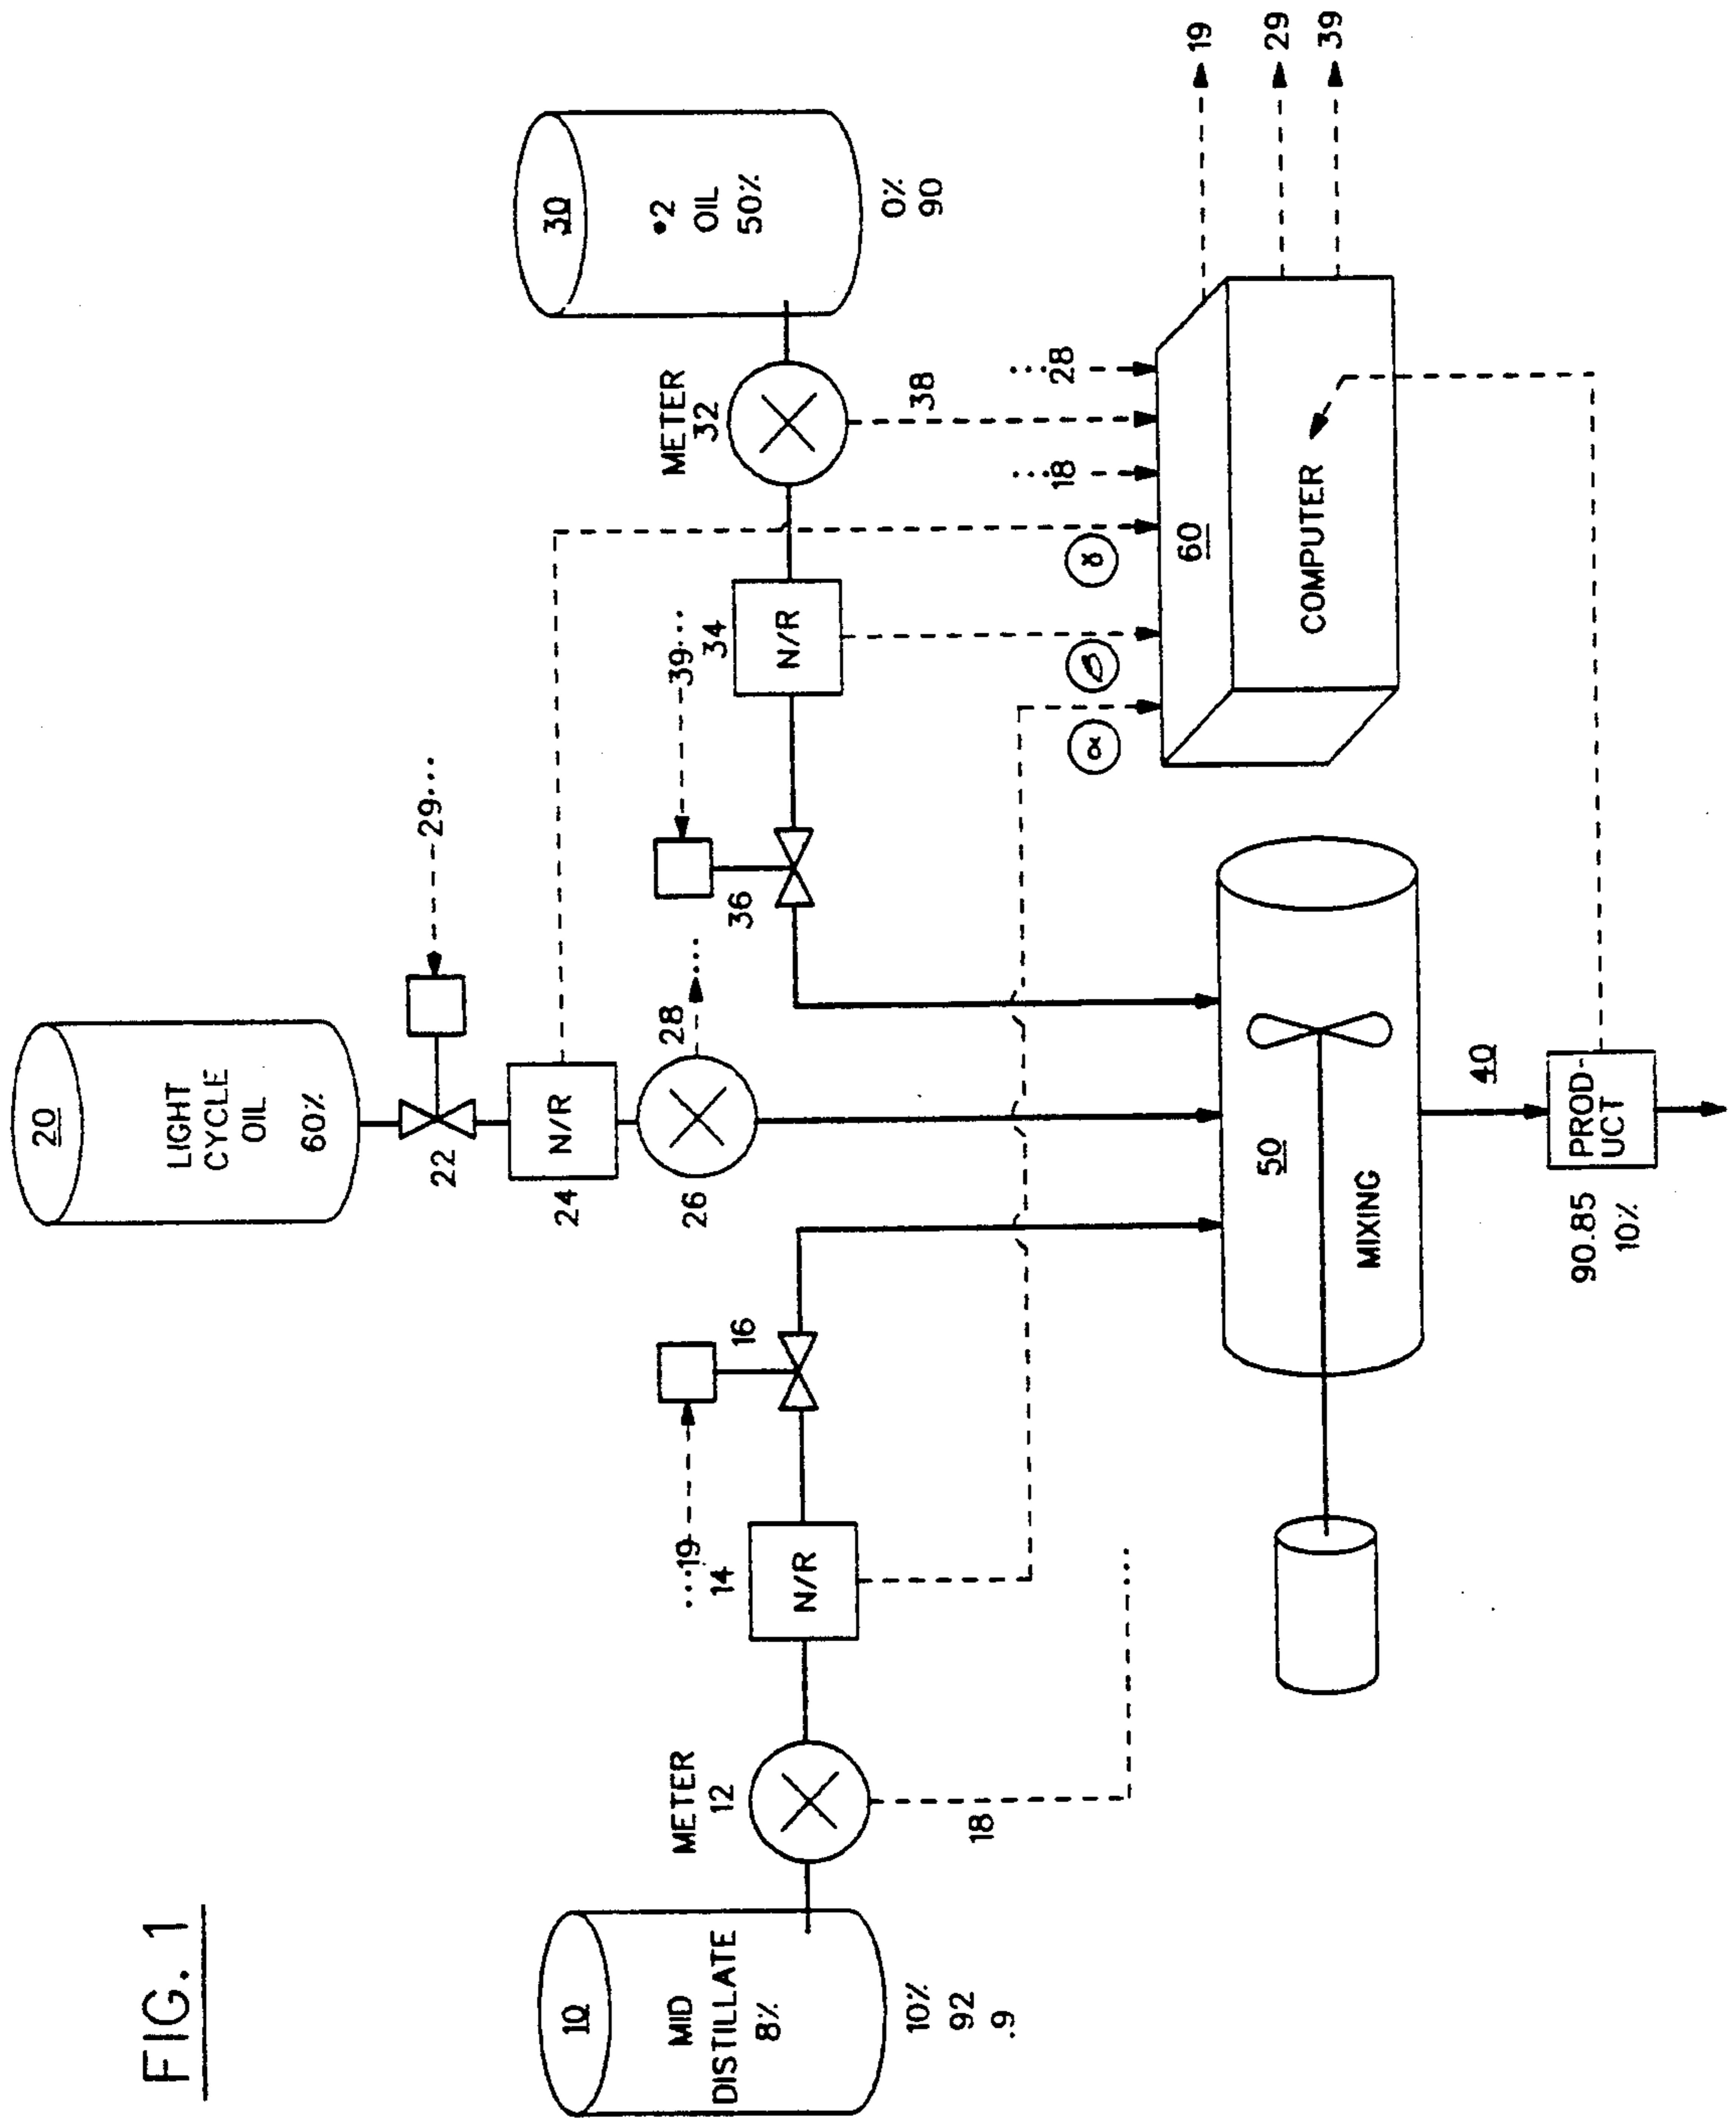 FIG. 1
20
LIGHT
CYCLE
OIL
60%
22
29...
24
N/R
26
28
...
10
MID
DISTILLATE
8%
10%
92
.9
METER
12
18
...
...19
14
N/R
16
36
39...
34
N/R
METER
32
38
30
•2
OIL
50%
0%
90
α
β
γ
...
18
...
28
60
COMPUTER
19
29
39
50
MIXING
40
PROD-
UCT
90.85
10%